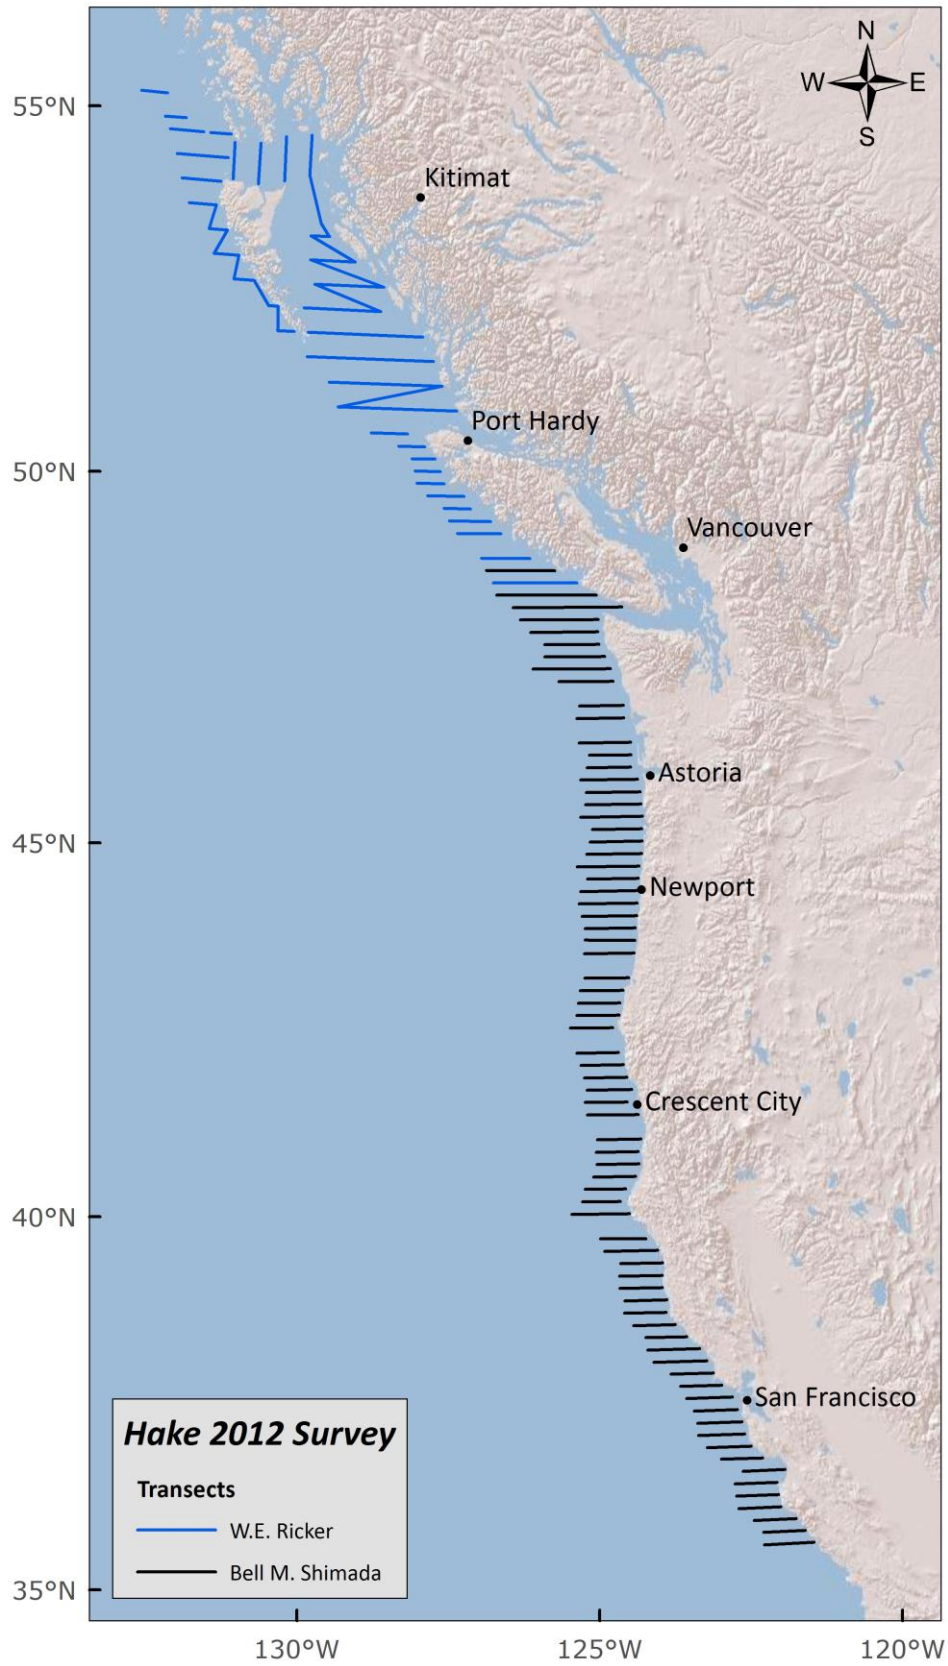 N
W E
S
55°N
Kitimat
Port Hardy
50°N
Vancouver
Astoria
45°N
Newport
Crescent City
40°N
San Francisco
Hake 2012 Survey
Transects
W.E. Ricker
Bell M. Shimada
35°N
130°W 125°W 120°W